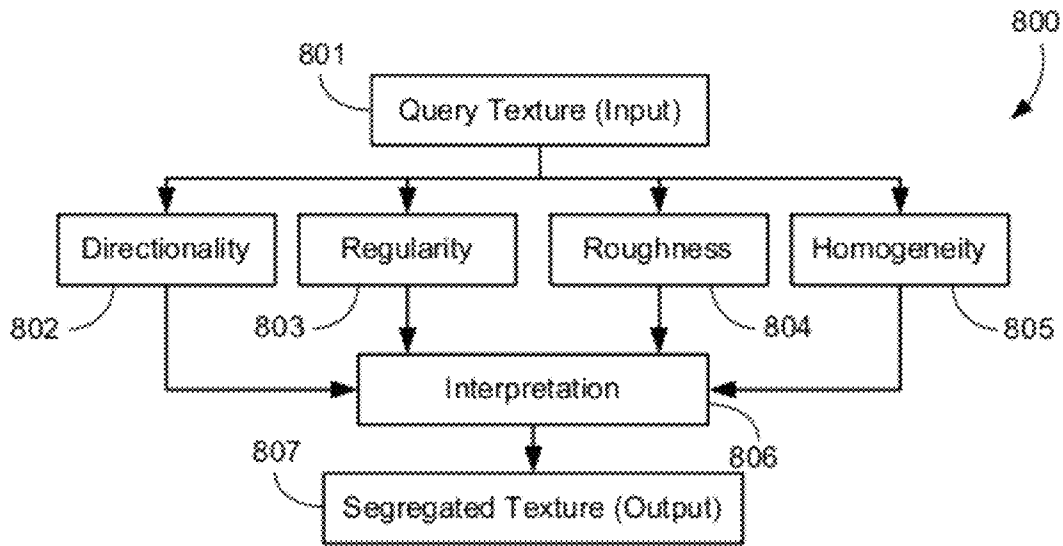 800
801
Query Texture (Input)
Directionality
Regularity
Roughness
Homogeneity
802
803
804
805
Interpretation
806
807
Segregated Texture (Output)